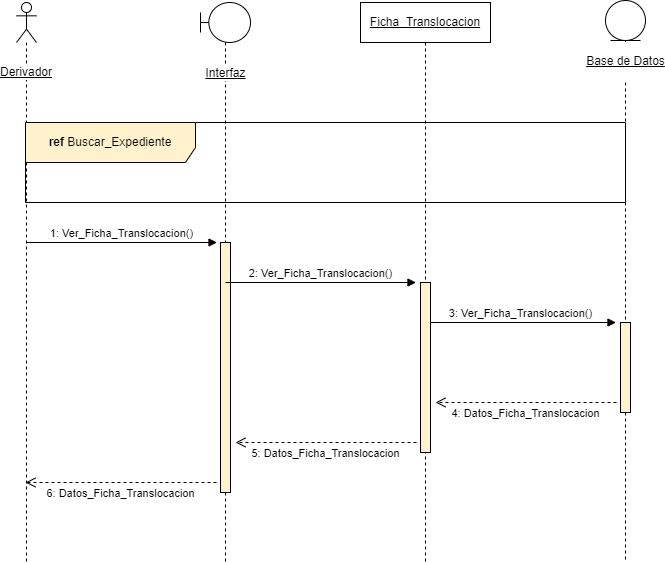 Ficha_Translocacion
Derivador
Interfaz
Base de Datos
ref Buscar_Expediente
1: Ver_Ficha_Translocacion()
2: Ver_Ficha_Translocacion()
3: Ver_Ficha_Translocacion()
4: Datos_Ficha_Translocacion
5: Datos_Ficha_Translocacion
6: Datos_Ficha_Translocacion